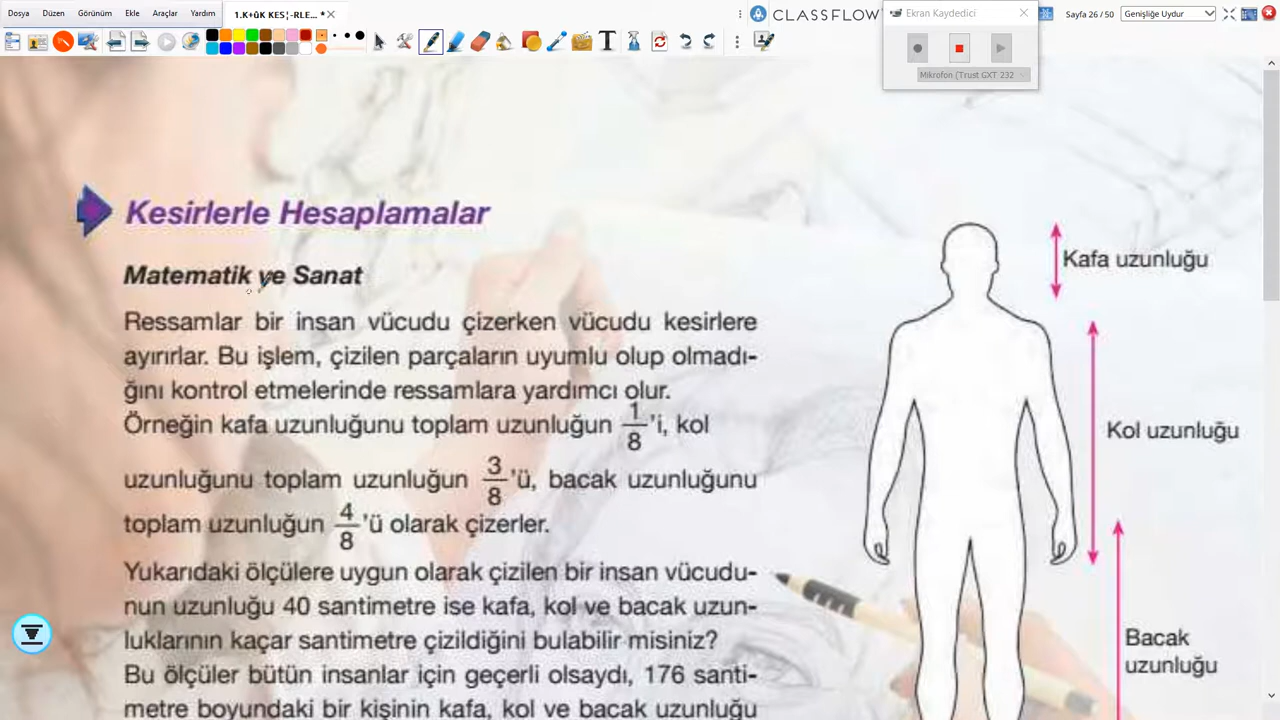 Dosya Düzen Görünüm Ekle Araçlar Yardım
1.K+ûK KES¦-RLE... *
CLASSFLOW
Ekran Kaydedici
Sayfa 26 / 50
Genişliğe Uydur
Mikrofon (Trust GXT 232
Kesirlerle Hesaplamalar
Matematik ve Sanat
Ressamlar bir insan vücudu çizerken vücudu kesirlere
ayırırlar. Bu işlem, çizilen parçaların uyumlu olup olmadı-
ğını kontrol etmelerinde ressamlara yardımcı olur.
Örneğin kafa uzunluğunu toplam uzunluğun 1/8'i, kol
uzunluğunu toplam uzunluğun 3/8'ü, bacak uzunluğunu
toplam uzunluğun 4/8'ü olarak çizerler.
Yukarıdaki ölçülere uygun olarak çizilen bir insan vücudu-
nun uzunluğu 40 santimetre ise kafa, kol ve bacak uzun-
luklarının kaçar santimetre çizildiğini bulabilir misiniz?
Bu ölçüler bütün insanlar için geçerli olsaydı, 176 santi-
metre boyundaki bir kişinin kafa, kol ve bacak uzunluğu
Kafa uzunluğu
Kol uzunluğu
Bacak
uzunluğu